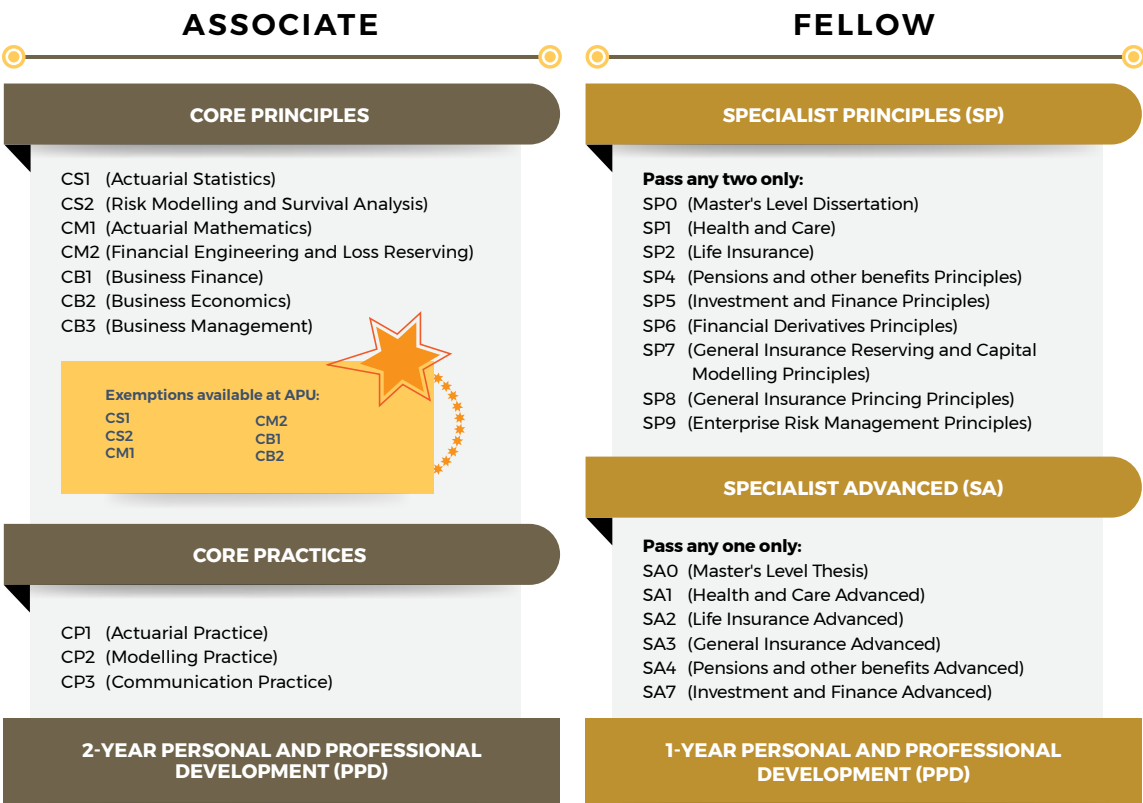 ASSOCIATE
CORE PRINCIPLES
CS1 (Actuarial Statistics)
CS2 (Risk Modelling and Survival Analysis)
CM1 (Actuarial Mathematics)
CM2 (Financial Engineering and Loss Reserving)
CB1 (Business Finance)
CB2 (Business Economics)
CB3 (Business Management)
Exemptions available at APU:
CS1
CS2
CM1
CM2
CB1
CB2
CORE PRACTICES
CP1 (Actuarial Practice)
CP2 (Modelling Practice)
CP3 (Communication Practice)
2-YEAR PERSONAL AND PROFESSIONAL
DEVELOPMENT (PPD)
FELLOW
SPECIALIST PRINCIPLES (SP)
Pass any two only:
SP0 (Master's Level Dissertation)
SP1 (Health and Care)
SP2 (Life Insurance)
SP4 (Pensions and other benefits Principles)
SP5 (Investment and Finance Principles)
SP6 (Financial Derivatives Principles)
SP7 (General Insurance Reserving and Capital
Modelling Principles)
SP8 (General Insurance Princing Principles)
SP9 (Enterprise Risk Management Principles)
SPECIALIST ADVANCED (SA)
Pass any one only:
SA0 (Master's Level Thesis)
SA1 (Health and Care Advanced)
SA2 (Life Insurance Advanced)
SA3 (General Insurance Advanced)
SA4 (Pensions and other benefits Advanced)
SA7 (Investment and Finance Advanced)
1-YEAR PERSONAL AND PROFESSIONAL
DEVELOPMENT (PPD)